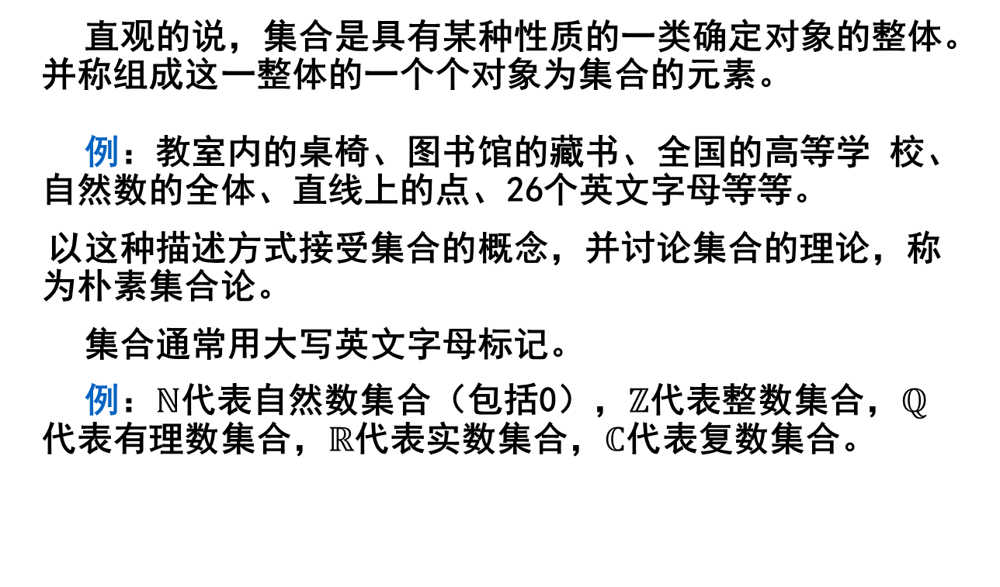 直观的说，集合是具有某种性质的一类确定对象的整体。
并称组成这一整体的一个个对象为集合的元素。
例：教室内的桌椅、图书馆的藏书、全国的高等学 校、
自然数的全体、直线上的点、26个英文字母等等。
以这种描述方式接受集合的概念，并讨论集合的理论，称
为朴素集合论。
集合通常用大写英文字母标记。
例：ℕ代表自然数集合（包括0），ℤ代表整数集合，ℚ
代表有理数集合，ℝ代表实数集合，ℂ代表复数集合。